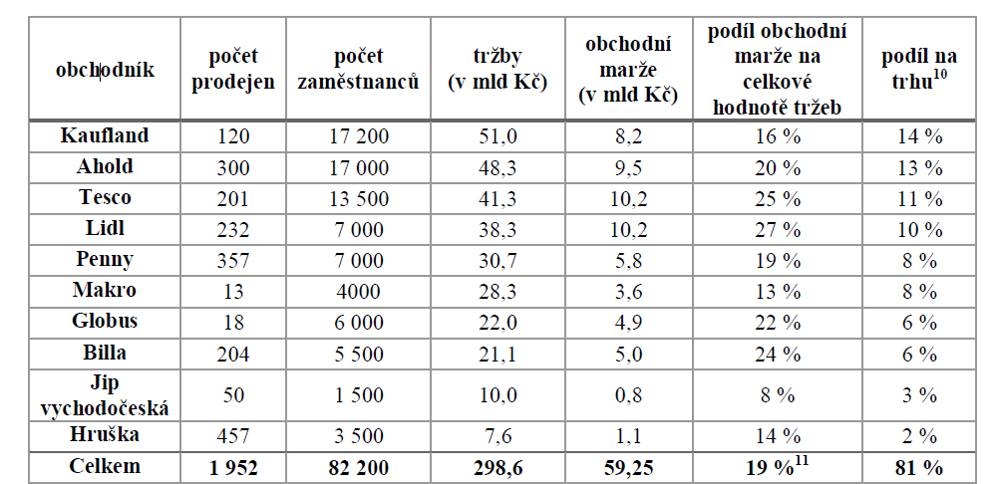 obchodník počet prodejen počet zaměstnanců tržby (v mld Kč) obchodní marže (v mld Kč) podíl obchodní marže na celkové hodnotě tržeb podíl na trhu10
Kaufland 120 17 200 51,0 8,2 16 % 14 %
Ahold 300 17 000 48,3 9,5 20 % 13 %
Tesco 201 13 500 41,3 10,2 25 % 11 %
Lidl 232 7 000 38,3 10,2 27 % 10 %
Penny 357 7 000 30,7 5,8 19 % 8 %
Makro 13 4000 28,3 3,6 13 % 8 %
Globus 18 6 000 22,0 4,9 22 % 6 %
Billa 204 5 500 21,1 5,0 24 % 6 %
Jip vychodočeská 50 1 500 10,0 0,8 8 % 3 %
Hruška 457 3 500 7,6 1,1 14 % 2 %
Celkem 1 952 82 200 298,6 59,25 19 %11 81 %